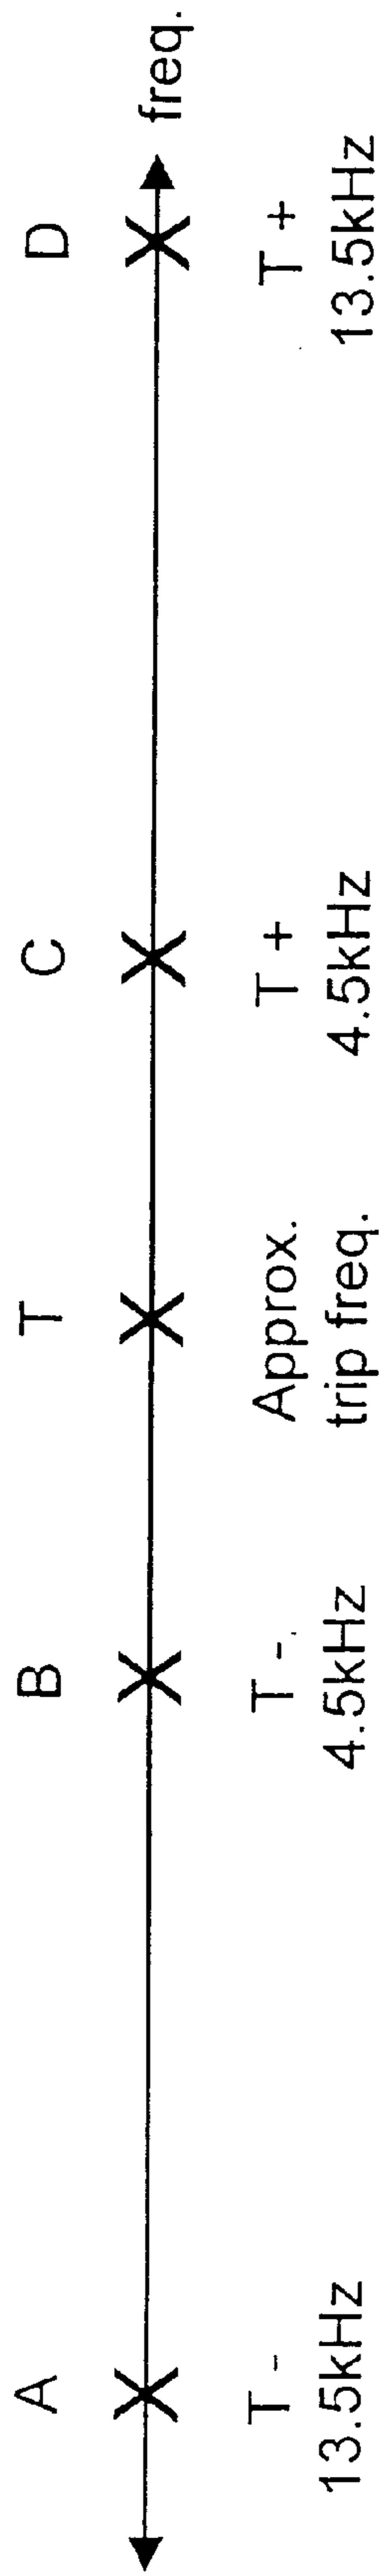 A
B
T
C
D
freq.
T -
13.5kHz
T -
4.5kHz
Approx.
trip freq.
T +
4.5kHz
T +
13.5kHz